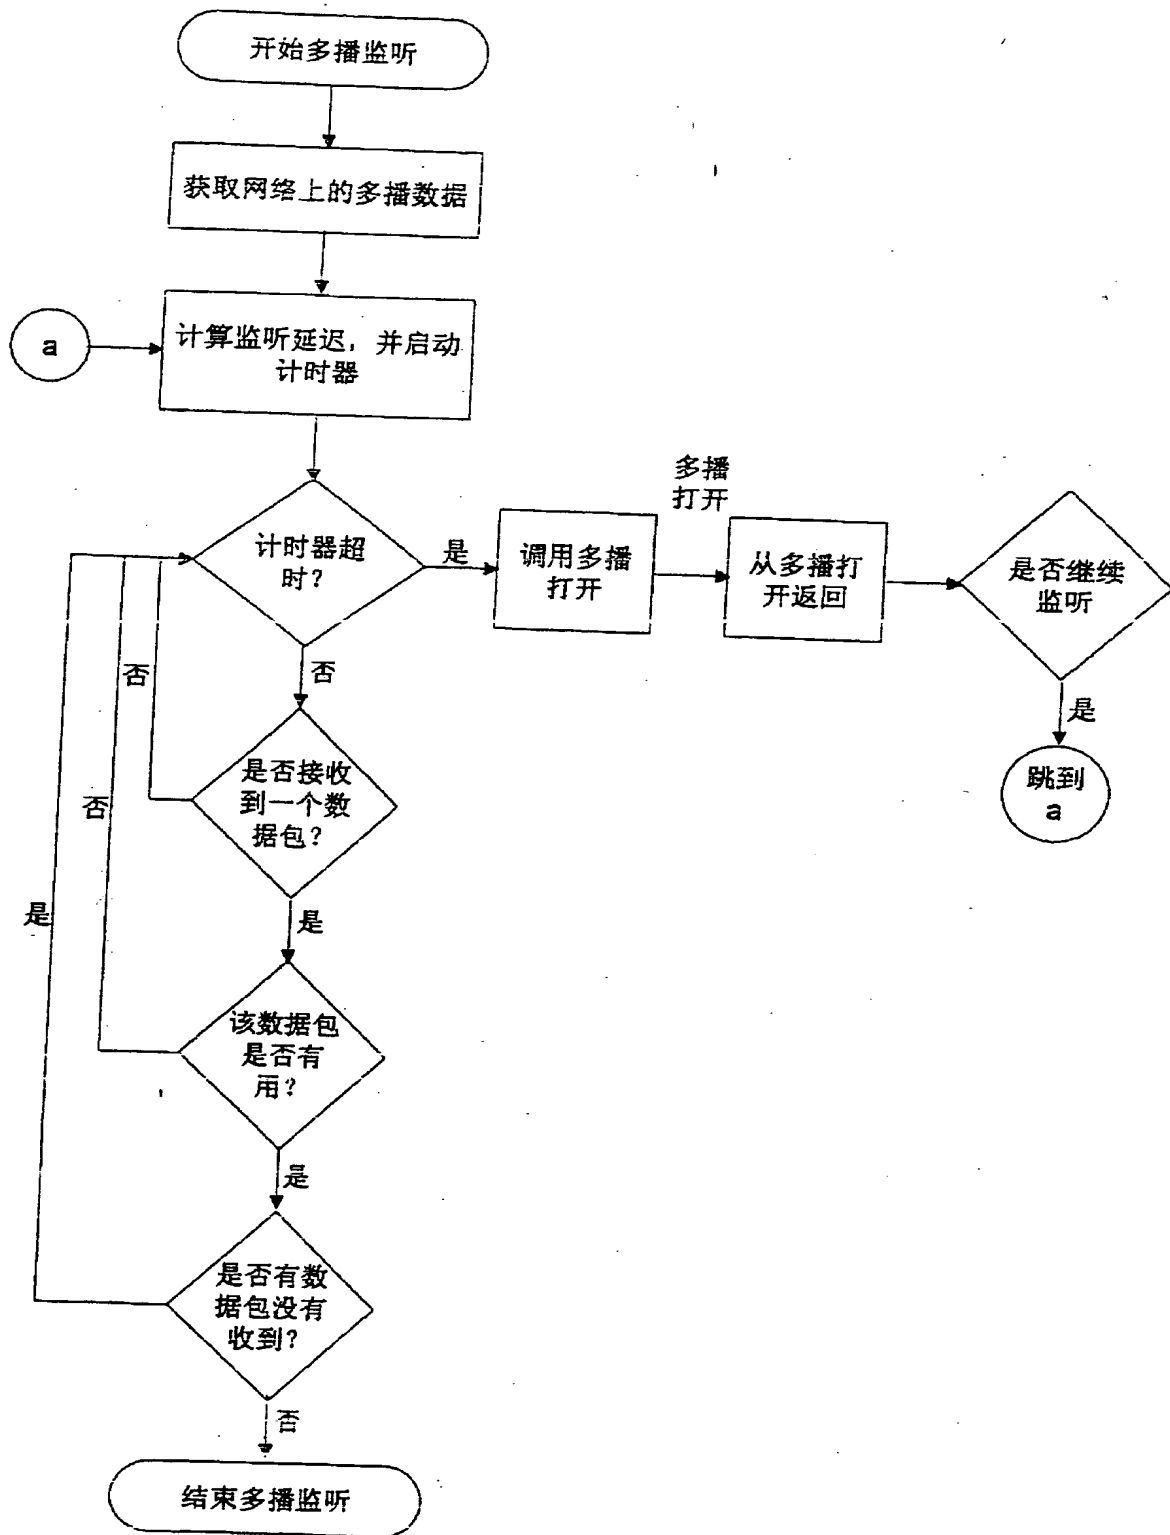 开始多播监听
获取网络上的多播数据
a
计算监听延迟，并启动
计时器
计时器超
时？
是
调用多播
打开
多播
打开
从多播打
开返回
是否继续
监听
是
跳到
a
否
否
是否接收
到一个数
据包？
否
是
是
该数据包
是否有
用？
是
是否有数
据包没有
收到？
否
结束多播监听